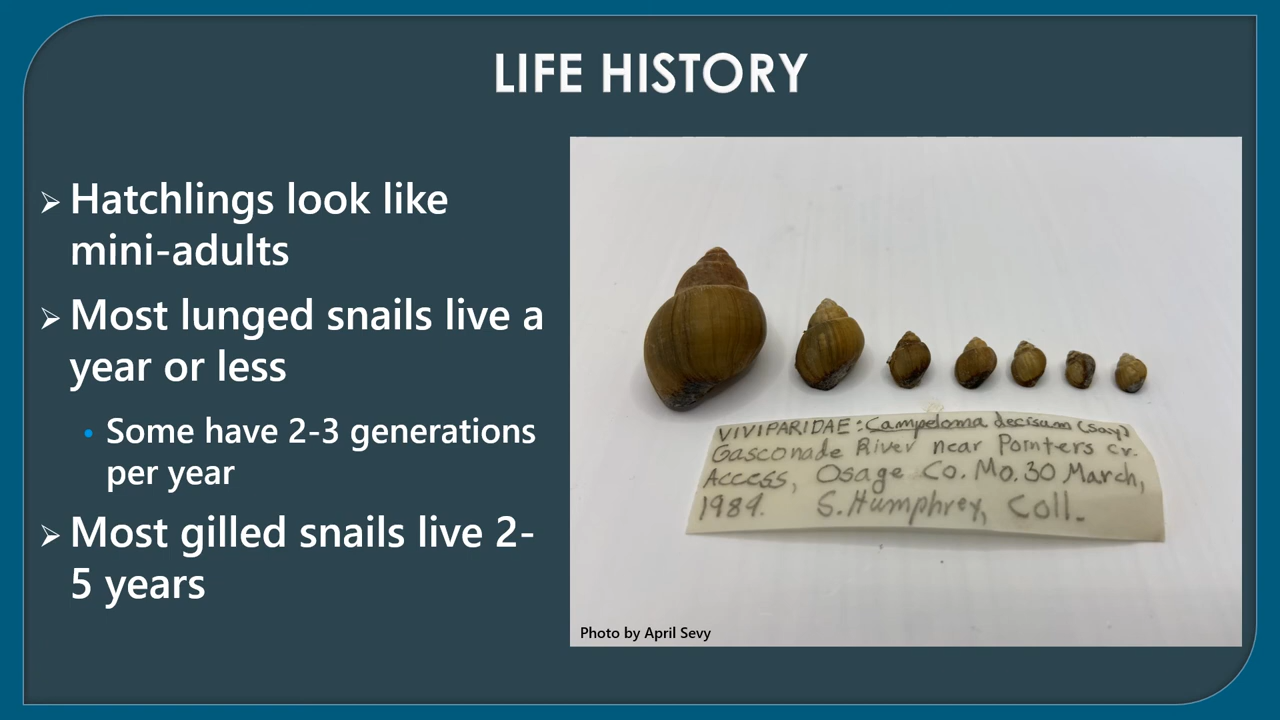 LIFE HISTORY
Hatchlings look like
mini-adults
Most lunged snails live a
year or less
Some have 2-3 generations
per year
Most gilled snails live 2-
5 years
VIVIPARIDAE: Campeloma decisum (say)
Gasconade River near Pointers cr.
Access, Osage Co. Mo. 30 March,
1989. S. Humphrey, Coll.
Photo by April Sevy